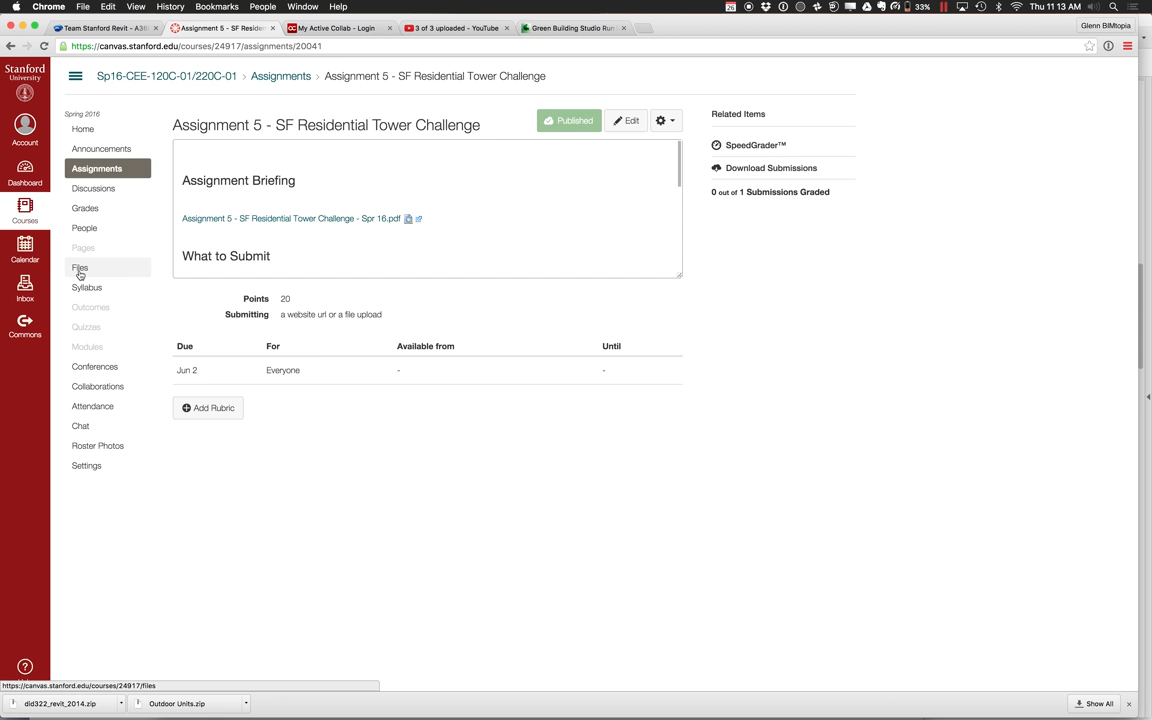 Chrome File Edit View History Bookmarks People Window Help
26 33% Thu 11:13 AM
Team Stanford Revit - A36
Assignment 5 - SF Residen
My Active Collab - Login
3 of 3 uploaded - YouTube
Green Building Studio Run
Glenn BIMtopia
https://canvas.stanford.edu/courses/24917/assignments/20041
Stanford
University
Account
Dashboard
Courses
Calendar
Inbox
Commons
Sp16-CEE-120C-01/220C-01 > Assignments > Assignment 5 - SF Residential Tower Challenge
Spring 2016
Home
Announcements
Assignments
Discussions
Grades
People
Pages
Files
Syllabus
Outcomes
Quizzes
Modules
Conferences
Collaborations
Attendance
Chat
Roster Photos
Settings
Assignment 5 - SF Residential Tower Challenge
Published
Edit
Assignment Briefing
Assignment 5 - SF Residential Tower Challenge - Spr 16.pdf
What to Submit
Points 20
Submitting a website url or a file upload
Due For Available from Until
Jun 2 Everyone - -
Add Rubric
Related Items
SpeedGrader™
Download Submissions
0 out of 1 Submissions Graded
https://canvas.stanford.edu/courses/24917/files
did322_revit_2014.zip
Outdoor Units.zip
Show All